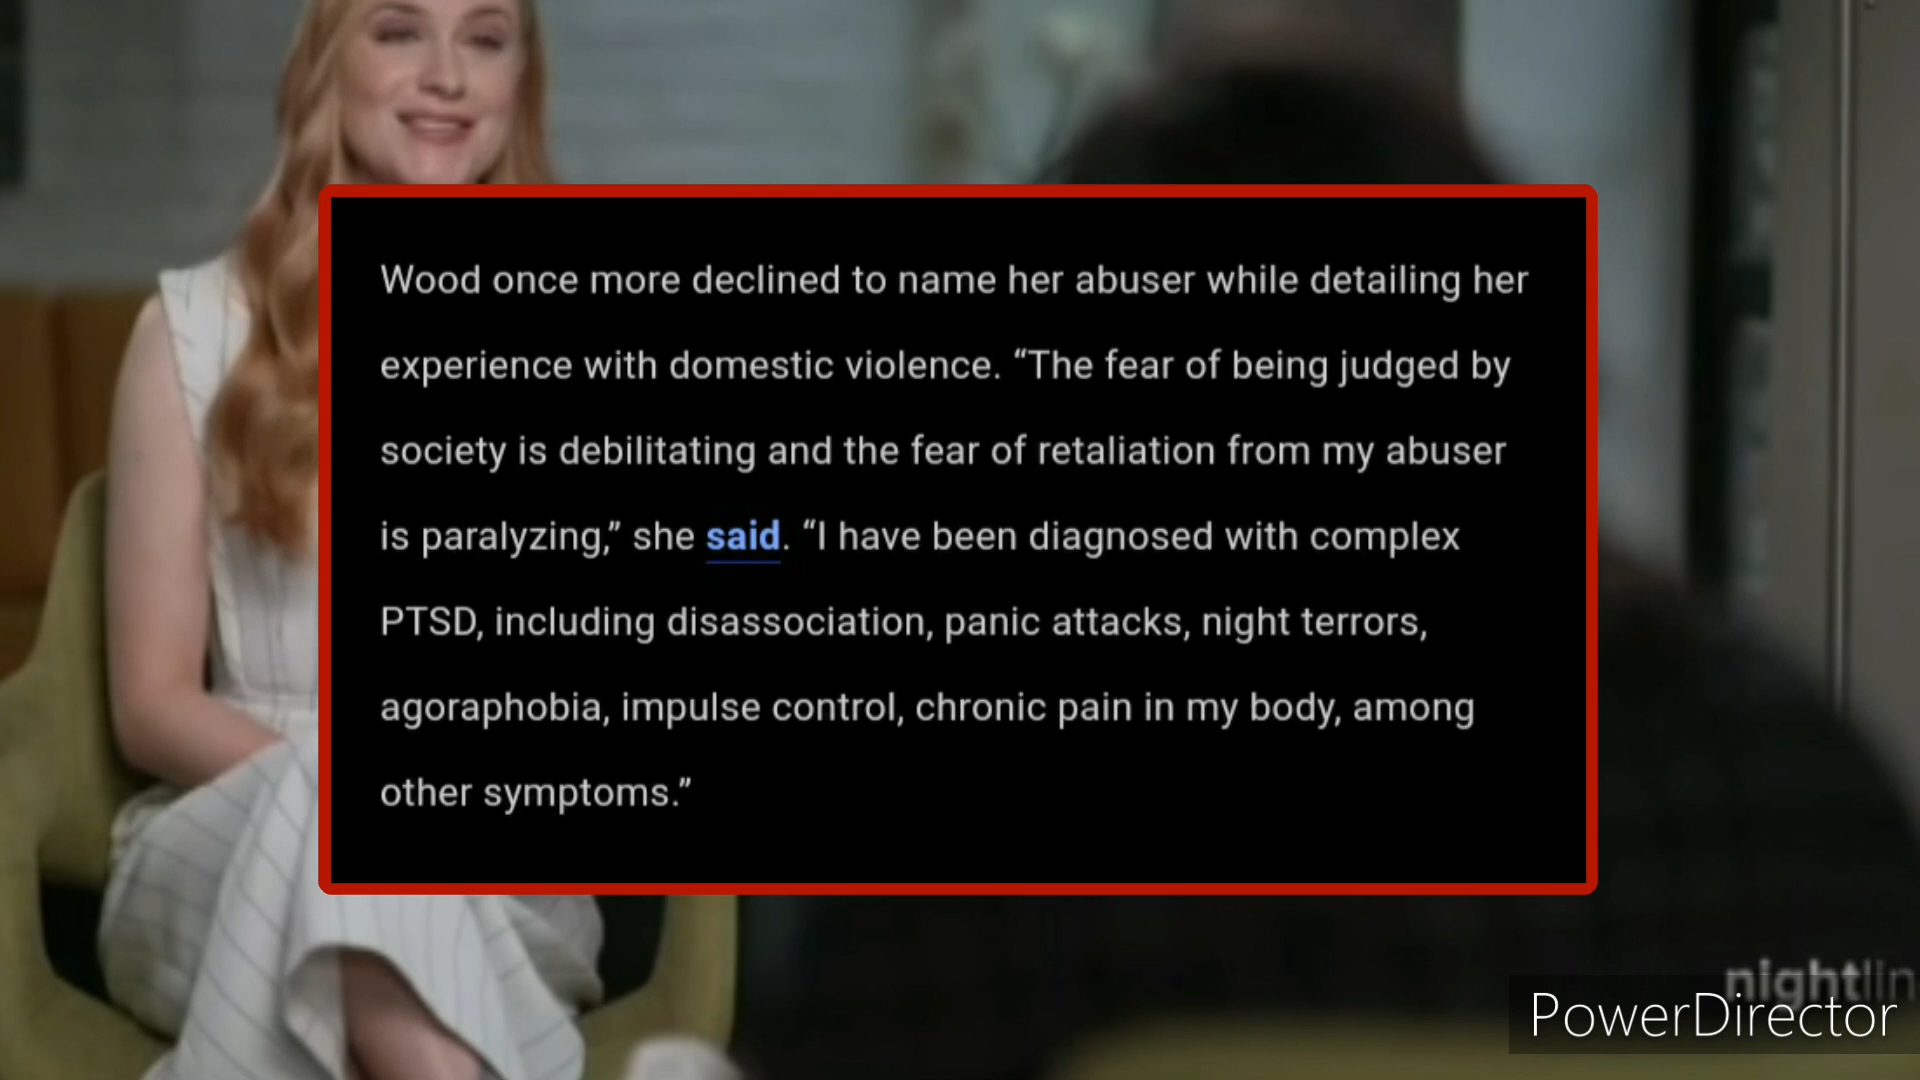 Wood once more declined to name her abuser while detailing her
experience with domestic violence. “The fear of being judged by
society is debilitating and the fear of retaliation from my abuser
is paralyzing,” she said. “I have been diagnosed with complex
PTSD, including disassociation, panic attacks, night terrors,
agoraphobia, impulse control, chronic pain in my body, among
other symptoms.”
nightlin
PowerDirector